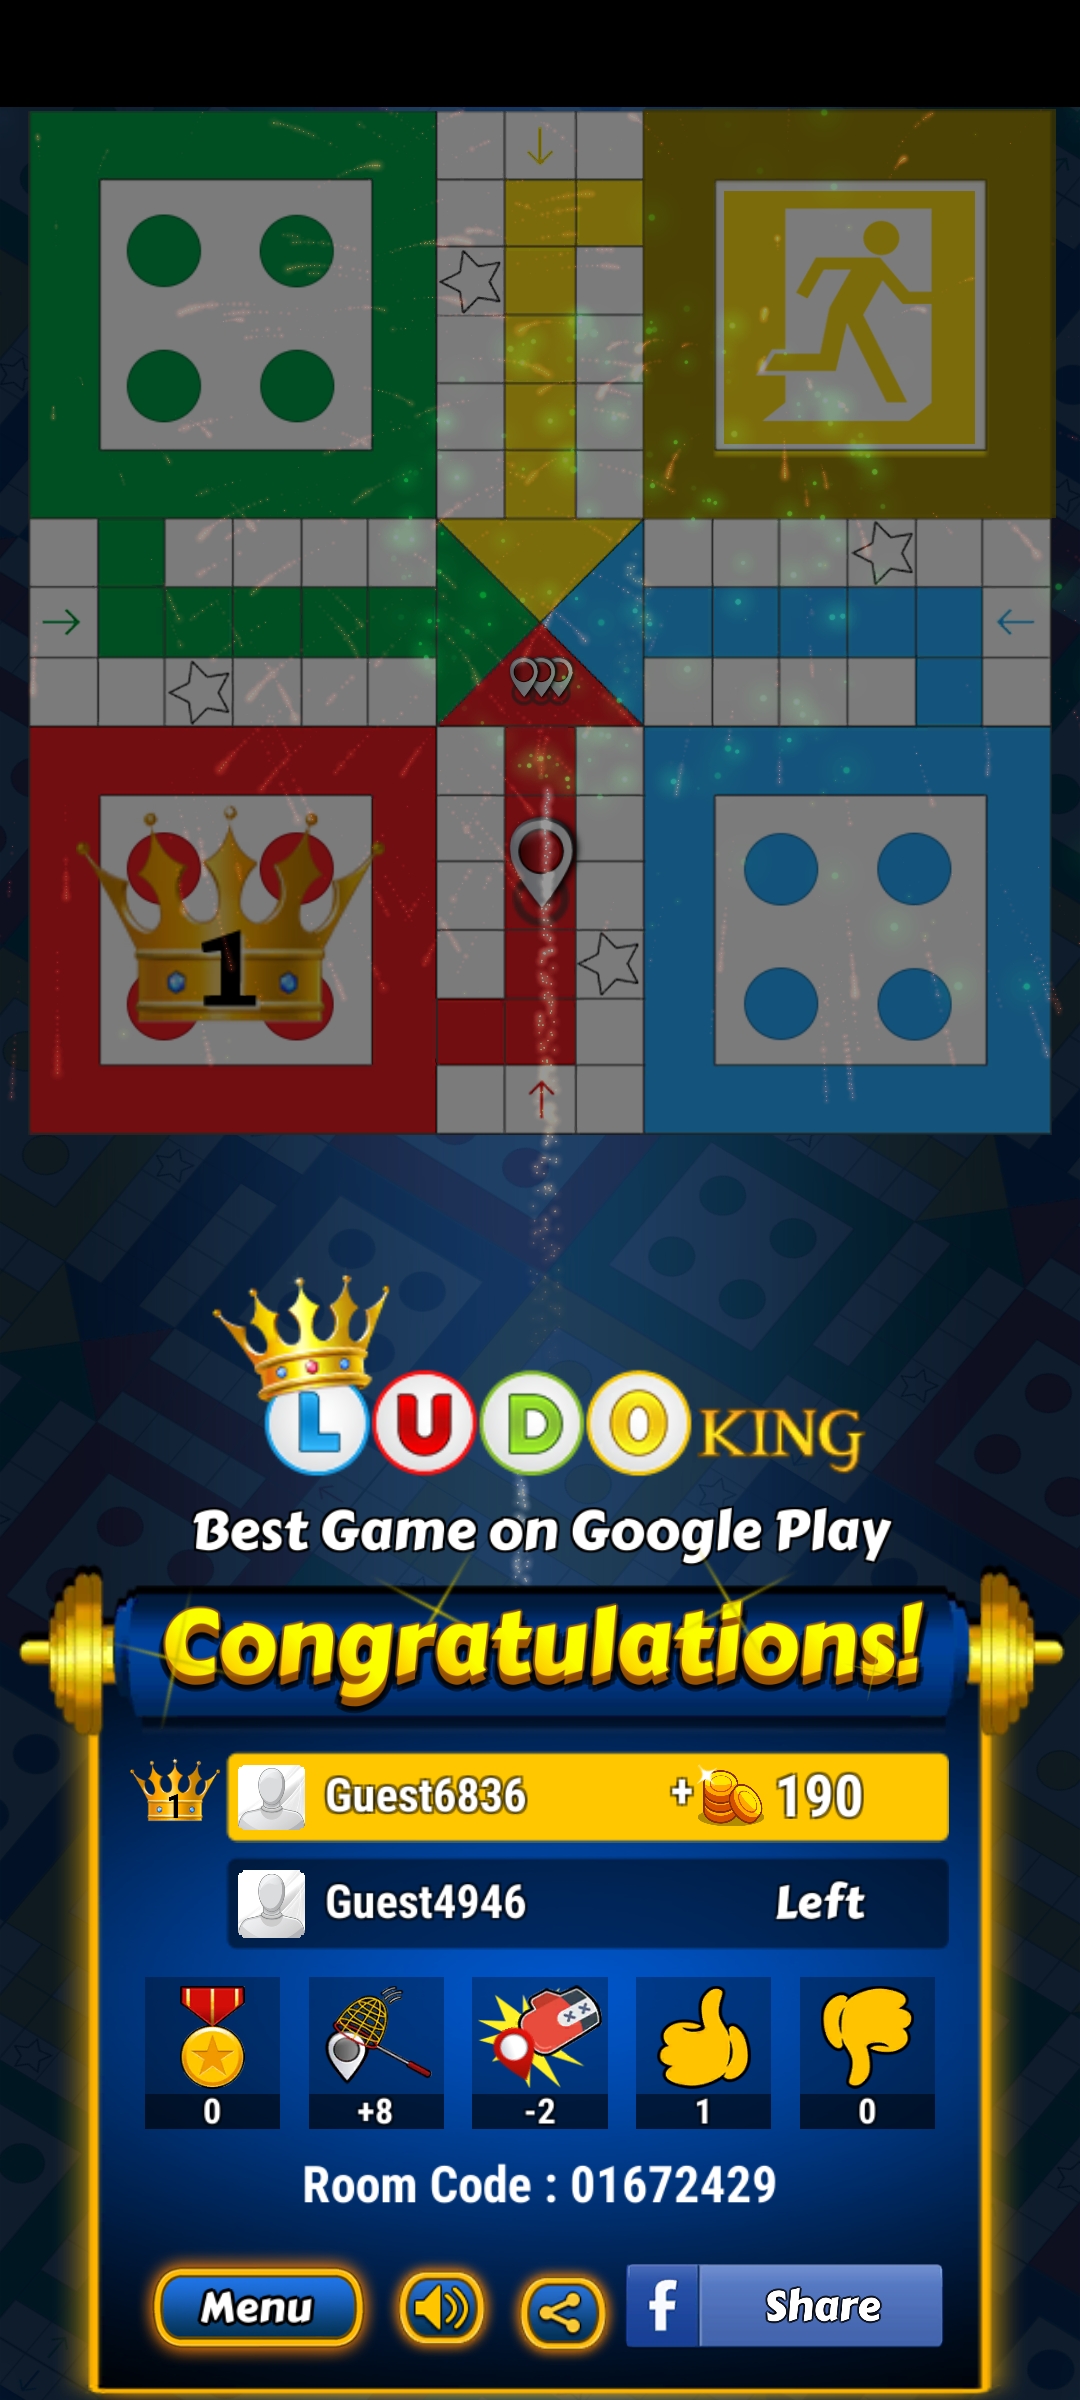 1
LUDO KING
Best Game on Google Play
Congratulations!
1 Guest6836 + 190
Guest4946 Left
0 +8 -2 1 0
Room Code : 01672429
Menu f Share